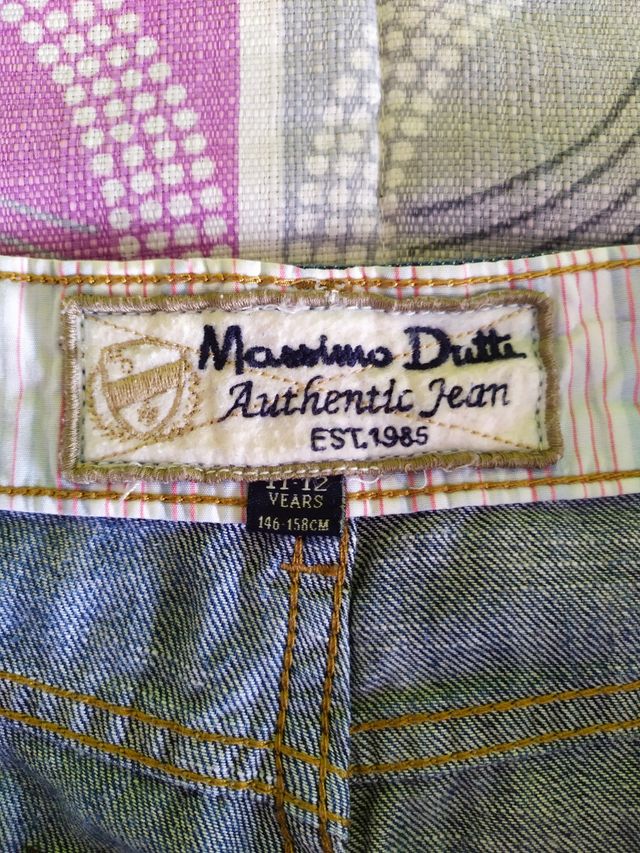 Massimo Dutti
Authentic Jean
EST.1985
11-12
YEARS
146-158CM